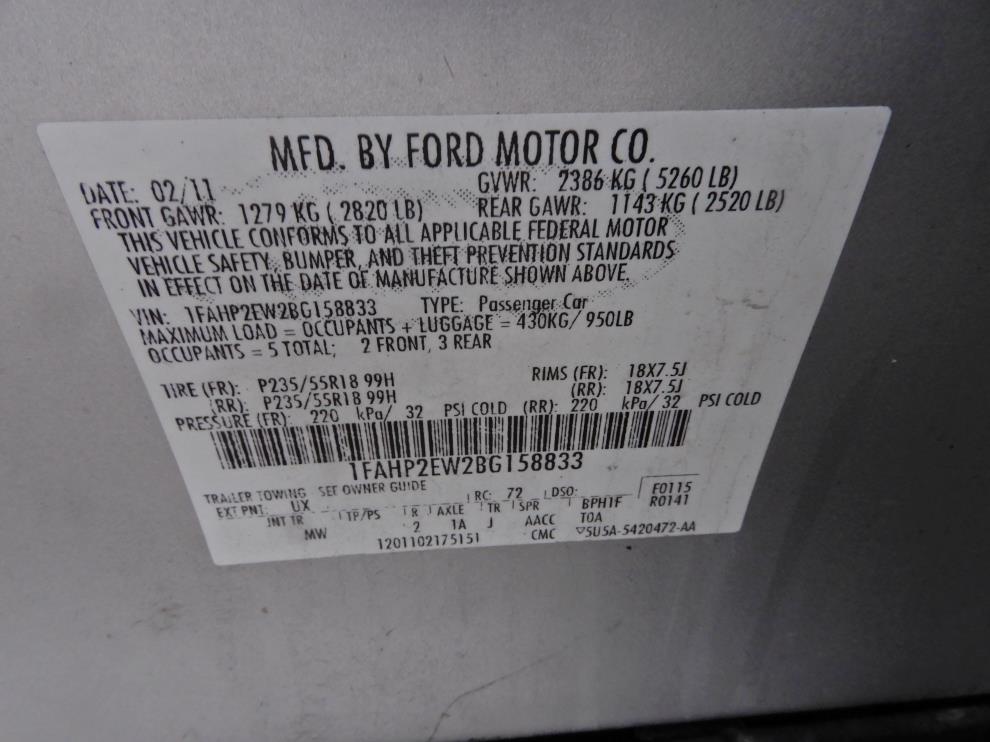 MFD. BY FORD MOTOR CO.
DATE: 02/11 GVWR: 2386 KG ( 5260 LB)
FRONT GAWR: 1279 KG ( 2820 LB) REAR GAWR: 1143 KG ( 2520 LB)
THIS VEHICLE CONFORMS TO ALL APPLICABLE FEDERAL MOTOR
VEHICLE SAFETY, BUMPER, AND THEFT PREVENTION STANDARDS
IN EFFECT ON THE DATE OF MANUFACTURE SHOWN ABOVE.
VIN: 1FAHP2EW2BG158833 TYPE: Passenger Car
MAXIMUM LOAD = OCCUPANTS + LUGGAGE = 430KG/ 950LB
OCCUPANTS = 5 TOTAL; 2 FRONT, 3 REAR
TIRE (FR): P235/55R18 99H RIMS (FR): 18X7.5J
(RR): P235/55R18 99H (RR): 18X7.5J
PRESSURE (FR): 220 kPa/ 32 PSI COLD (RR): 220 kPa/ 32 PSI COLD
1FAHP2EW2BG158833
TRAILER TOWING SEE OWNER GUIDE
EXT PNT: UX RC: 72 DSO: F0115
INT TR TP/PS R AXLE TR SPR BPH1F R0141
MW 2 1A J AACC TOA
1201102175151 CMC ▽5U5A-5420472-AA